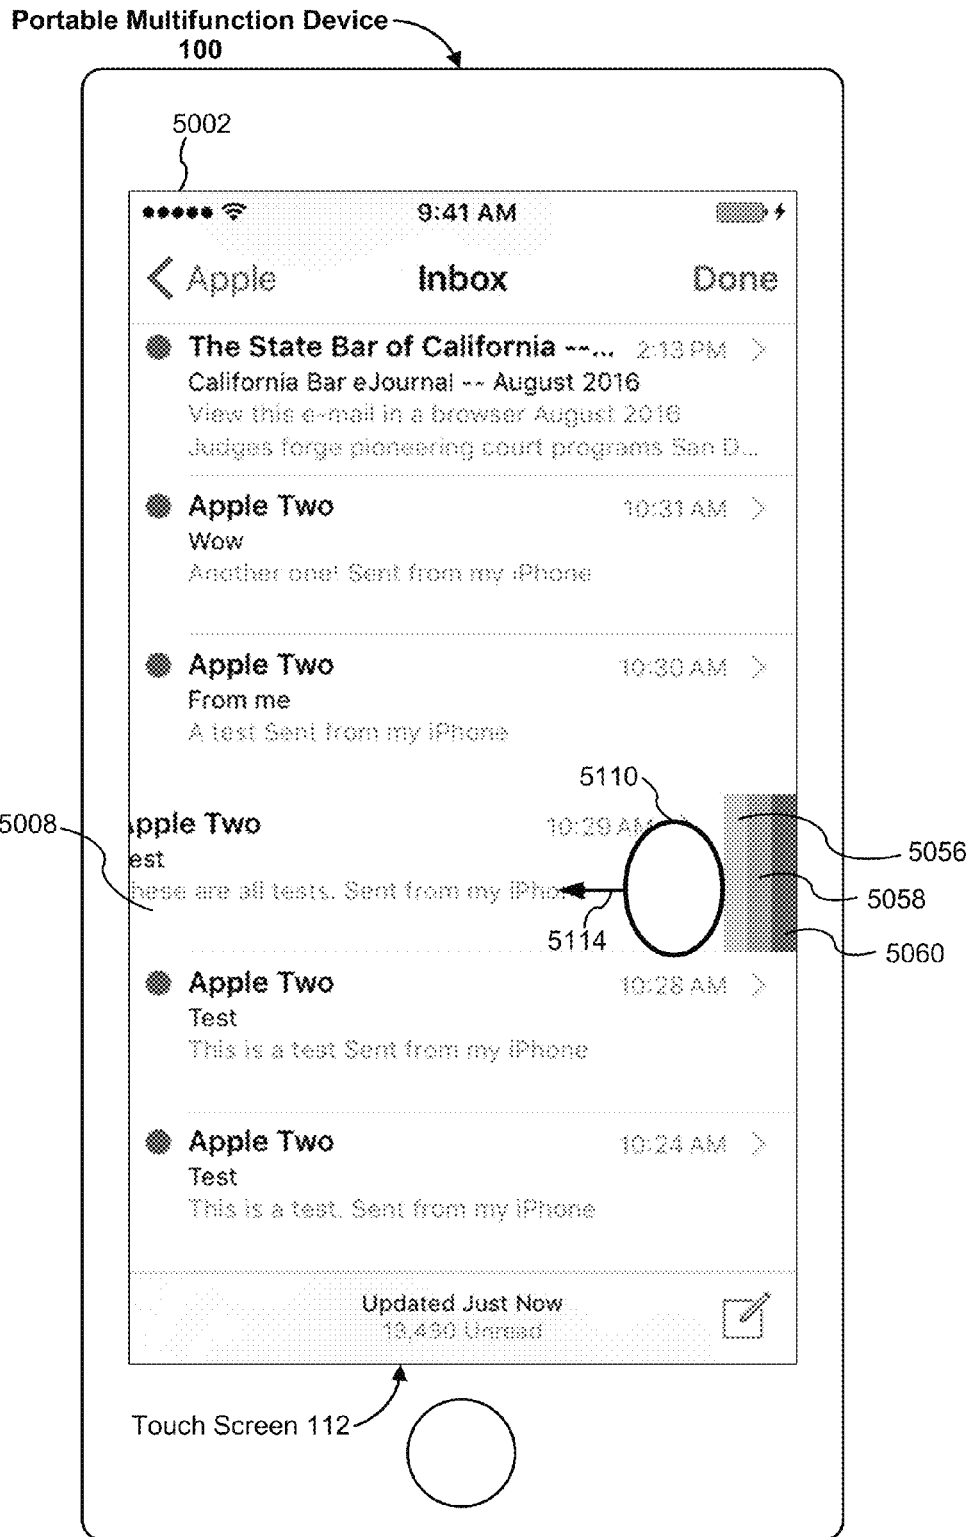 Portable Multifunction Device
100
5002
9:41 AM
Apple Inbox Done
The State Bar of California --... 2:13 PM
California Bar eJournal -- August 2016
View this e-mail in a browser August 2016
Judges forge pioneering court programs San D...
Apple Two 10:31 AM
Wow
Another one! Sent from my iPhone
Apple Two 10:30 AM
From me
A test Sent from my iPhone
5110
5008
pple Two 10:29 AM
5056
est
5058
hese are all tests. Sent from my iPho
5114
5060
Apple Two 10:28 AM
Test
This is a test Sent from my iPhone
Apple Two 10:24 AM
Test
This is a test. Sent from my iPhone
Updated Just Now
13,490 Unread
Touch Screen 112